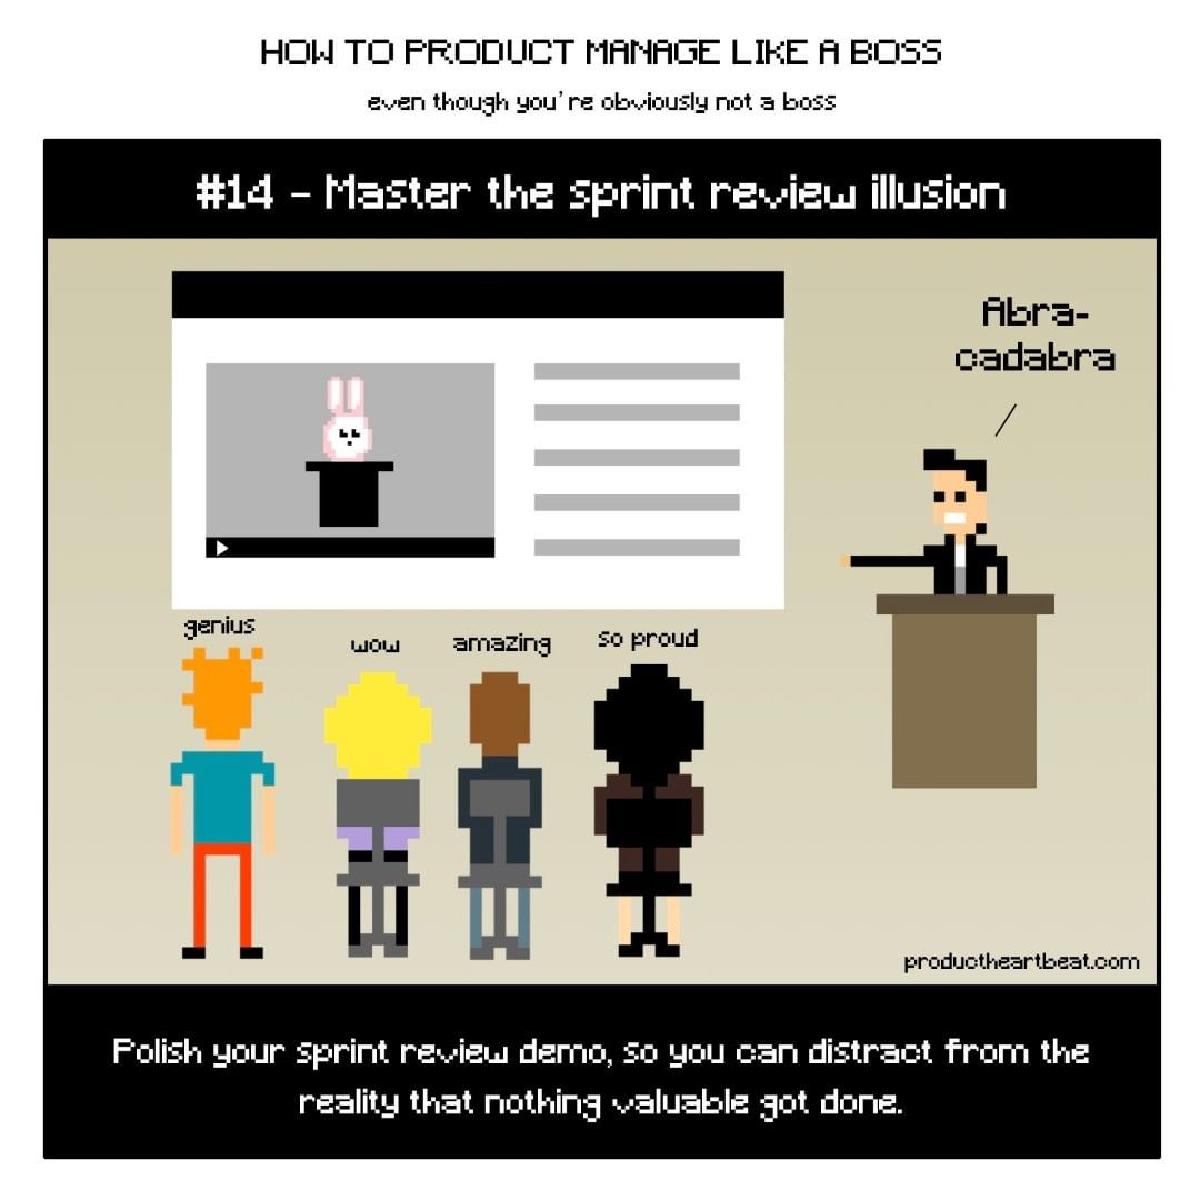 HOW TO PRODUCT MANAGE LIKE A BOSS
even though you're obviously not a boss
#14 - Master the sprint review illusion
Abra-
cadabra
genius
wow
amazing
so proud
productheartbeat.com
Polish your sprint review demo, so you can distract from the
reality that nothing valuable got done.